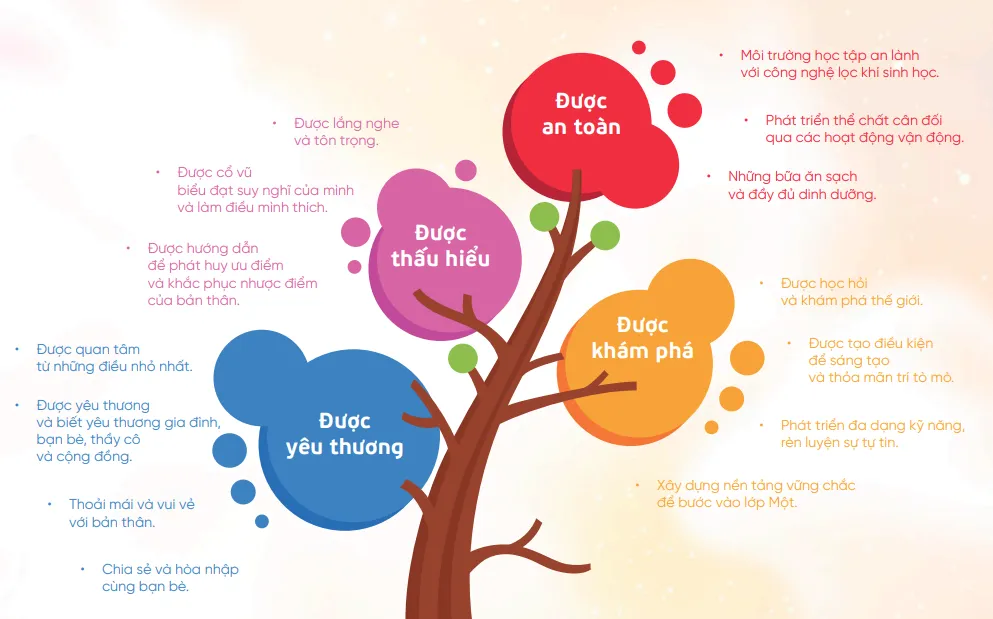 Được
an toàn
• Môi trường học tập an lành
với công nghệ lọc khí sinh học.
• Phát triển thể chất cân đối
qua các hoạt động vận động.
• Những bữa ăn sạch
và đầy đủ dinh dưỡng.
Được
thấu hiểu
• Được lắng nghe
và tôn trọng.
• Được cổ vũ
biểu đạt suy nghĩ của mình
và làm điều mình thích.
• Được hướng dẫn
để phát huy ưu điểm
và khắc phục nhược điểm
của bản thân.
Được
khám phá
• Được học hỏi
và khám phá thế giới.
• Được tạo điều kiện
để sáng tạo
và thỏa mãn trí tò mò.
• Phát triển đa dạng kỹ năng,
rèn luyện sự tự tin.
• Xây dựng nền tảng vững chắc
để bước vào lớp Một.
Được
yêu thương
• Được quan tâm
từ những điều nhỏ nhất.
• Được yêu thương
và biết yêu thương gia đình,
bạn bè, thầy cô
và cộng đồng.
• Thoải mái và vui vẻ
với bản thân.
• Chia sẻ và hòa nhập
cùng bạn bè.